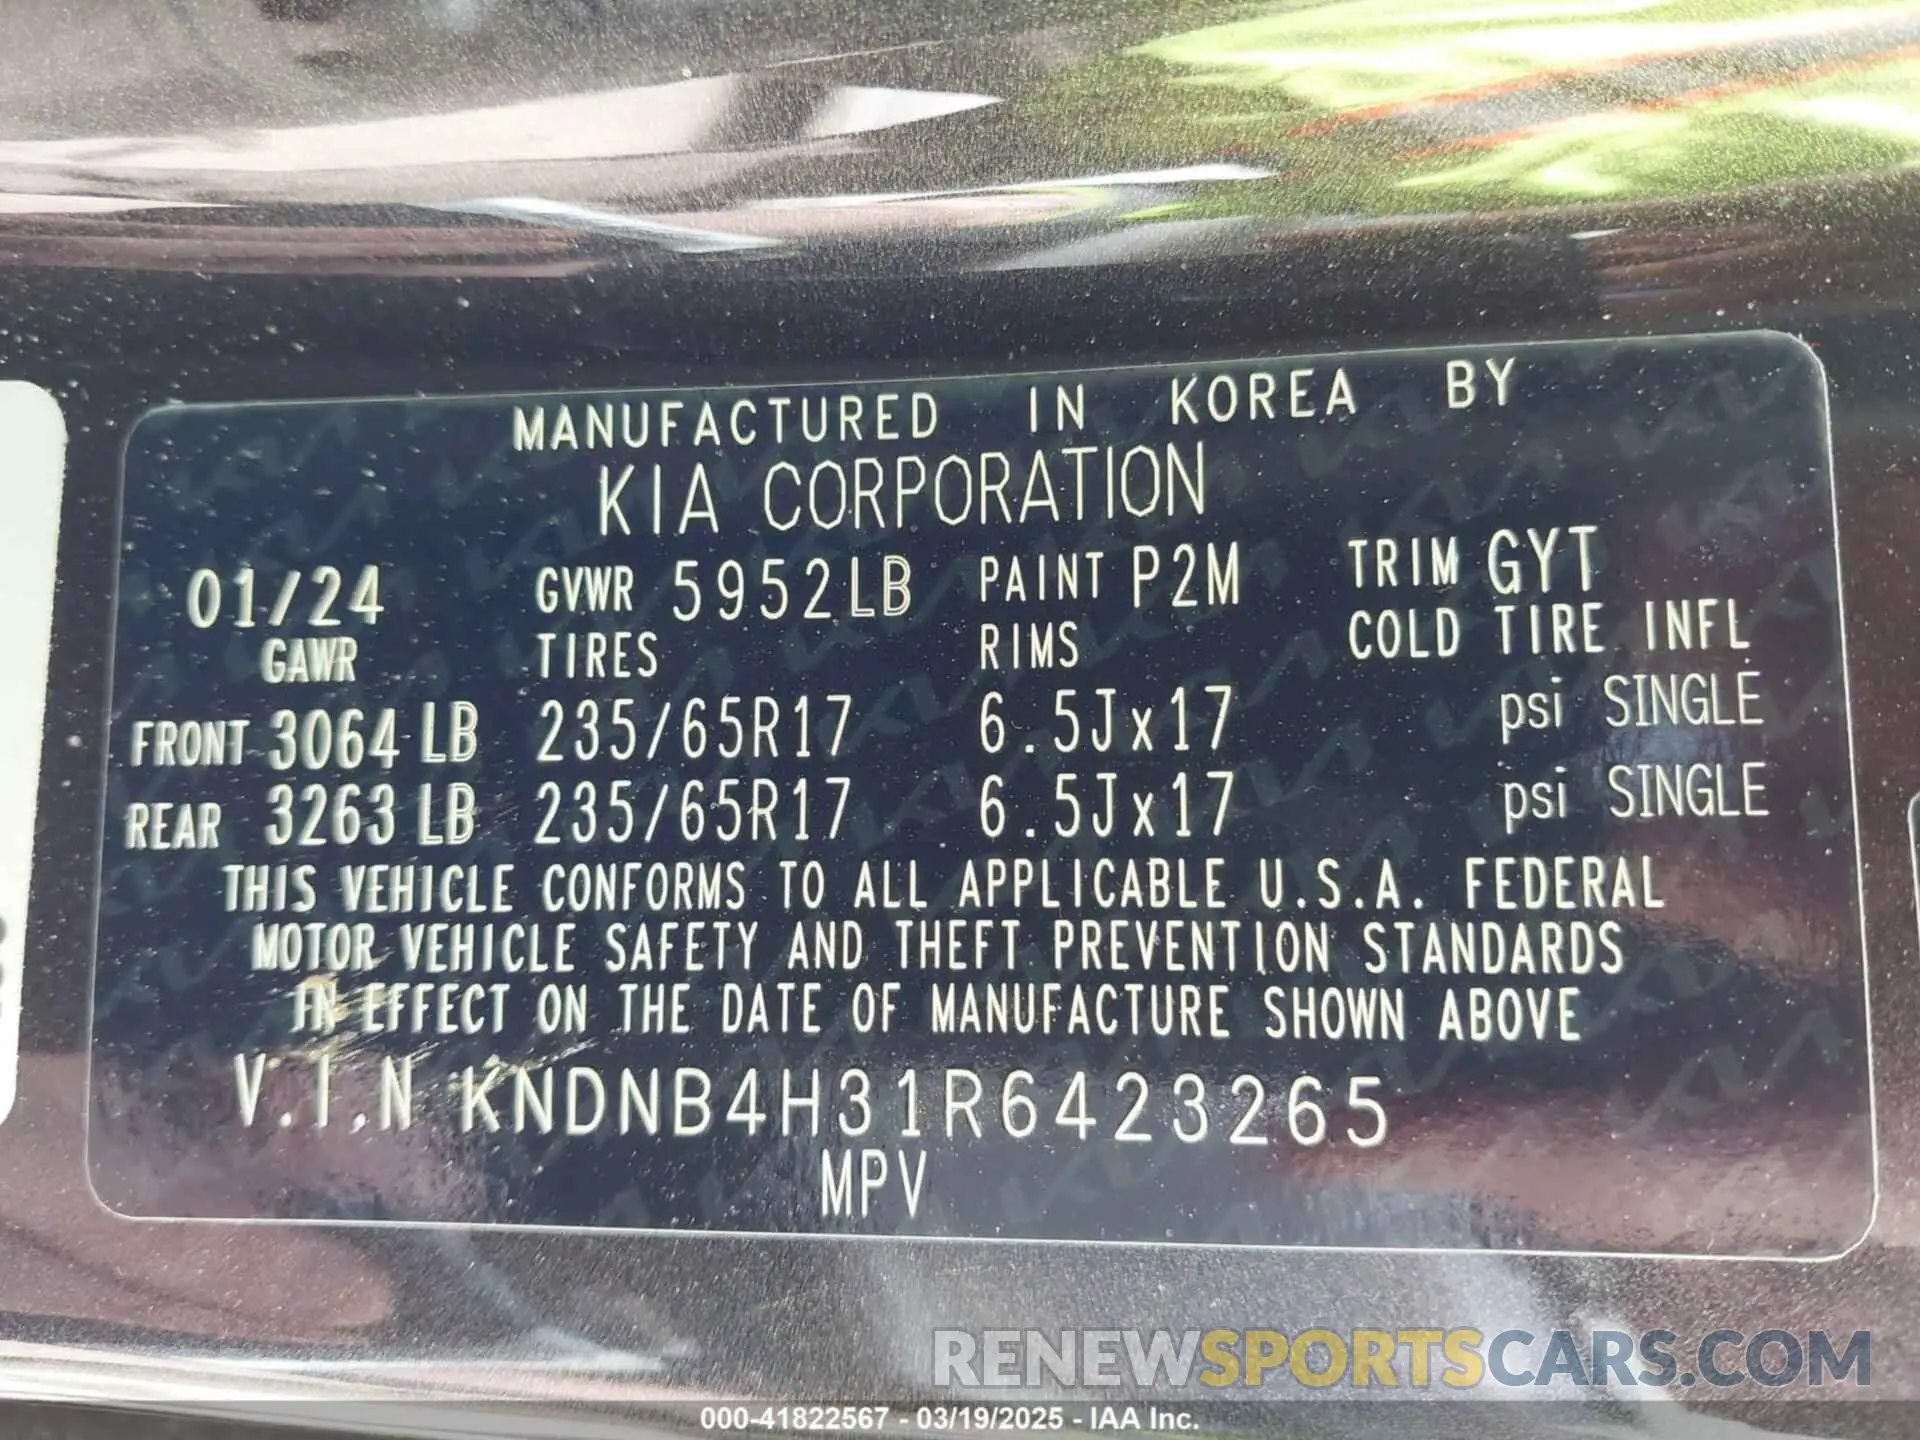 MANUFACTURED IN KOREA BY
KIA CORPORATION
01/24 GVWR 5952LB PAINT P2M TRIM GYT
GAWR TIRES RIMS COLD TIRE INFL
FRONT 3064 LB 235/65R17 6.5Jx17 psi SINGLE
REAR 3263 LB 235/65R17 6.5Jx17 psi SINGLE
THIS VEHICLE CONFORMS TO ALL APPLICABLE U.S.A. FEDERAL
MOTOR VEHICLE SAFETY AND THEFT PREVENTION STANDARDS
IN EFFECT ON THE DATE OF MANUFACTURE SHOWN ABOVE
V.I.N KNDNB4H31R6423265
MPV
RENEWSPORTSCARS.COM
000-41822567 - 03/19/2025 - IAA Inc.